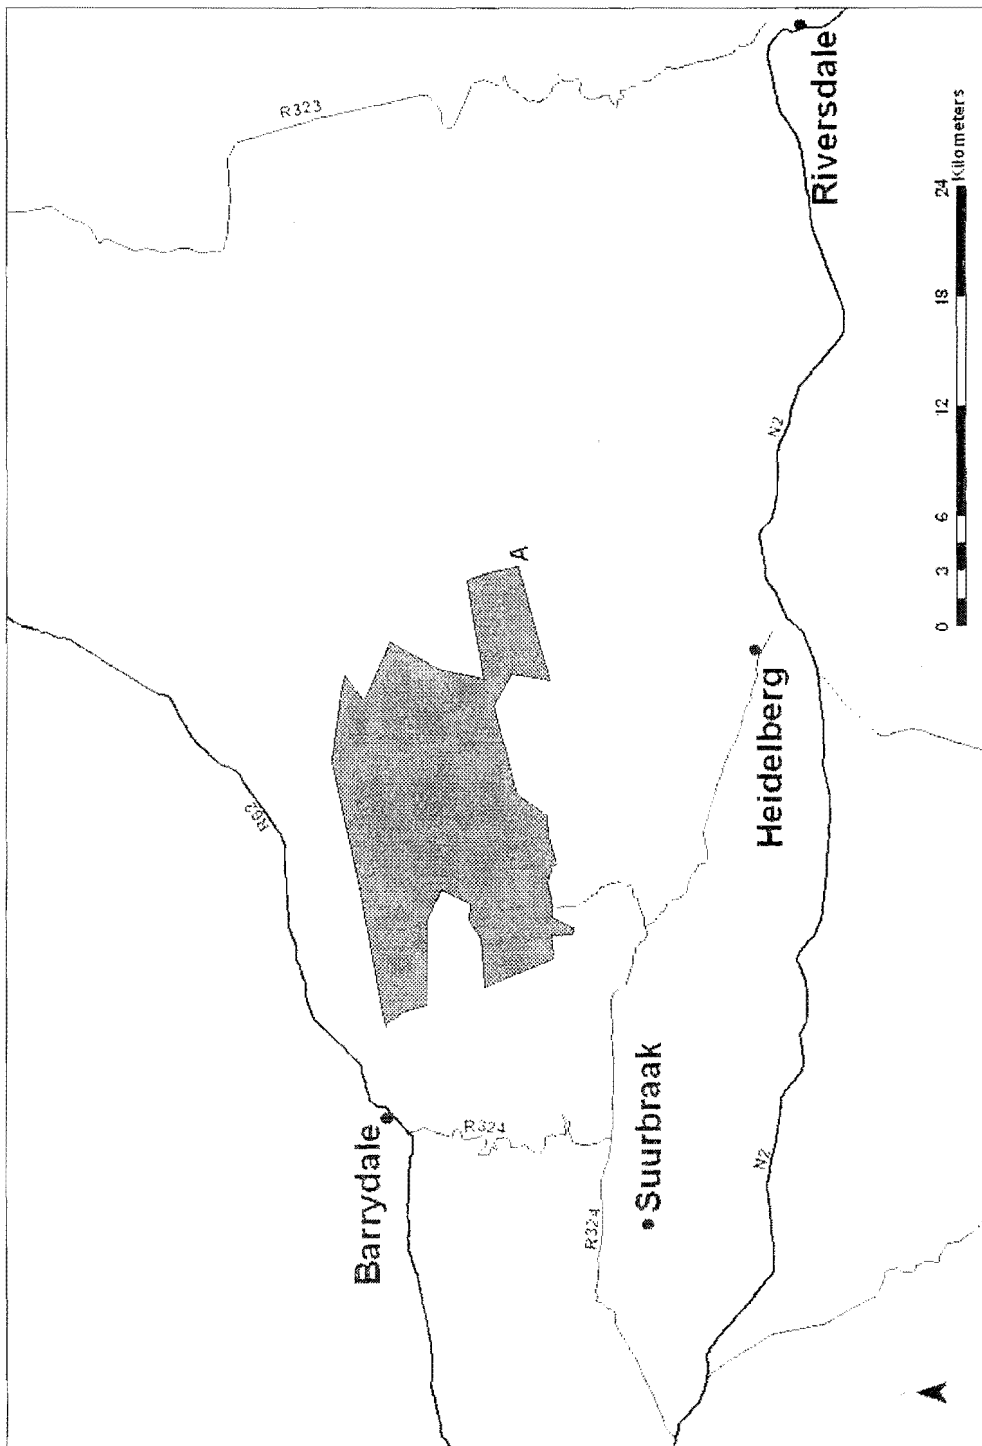 R323
Riversdale
R62
A
N2
Heidelberg
Barrydale
R324
R324
Suurbraak
N2
0 3 6 12 18 24
Kilometers